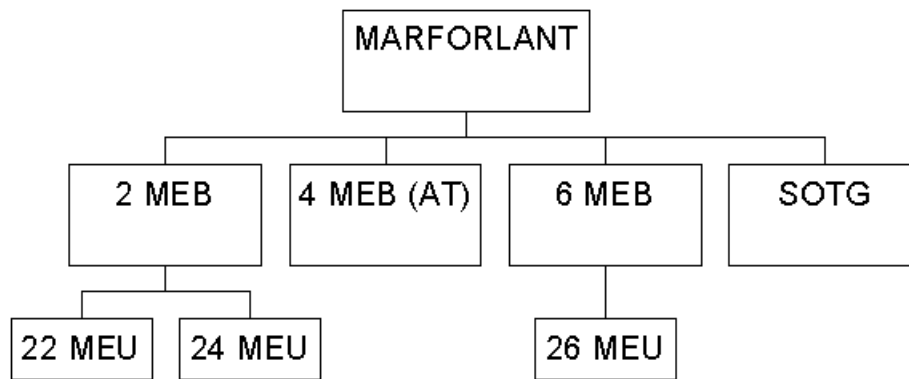 MARFORLANT
2 MEB
4 MEB (AT)
6 MEB
SOTG
22 MEU
24 MEU
26 MEU